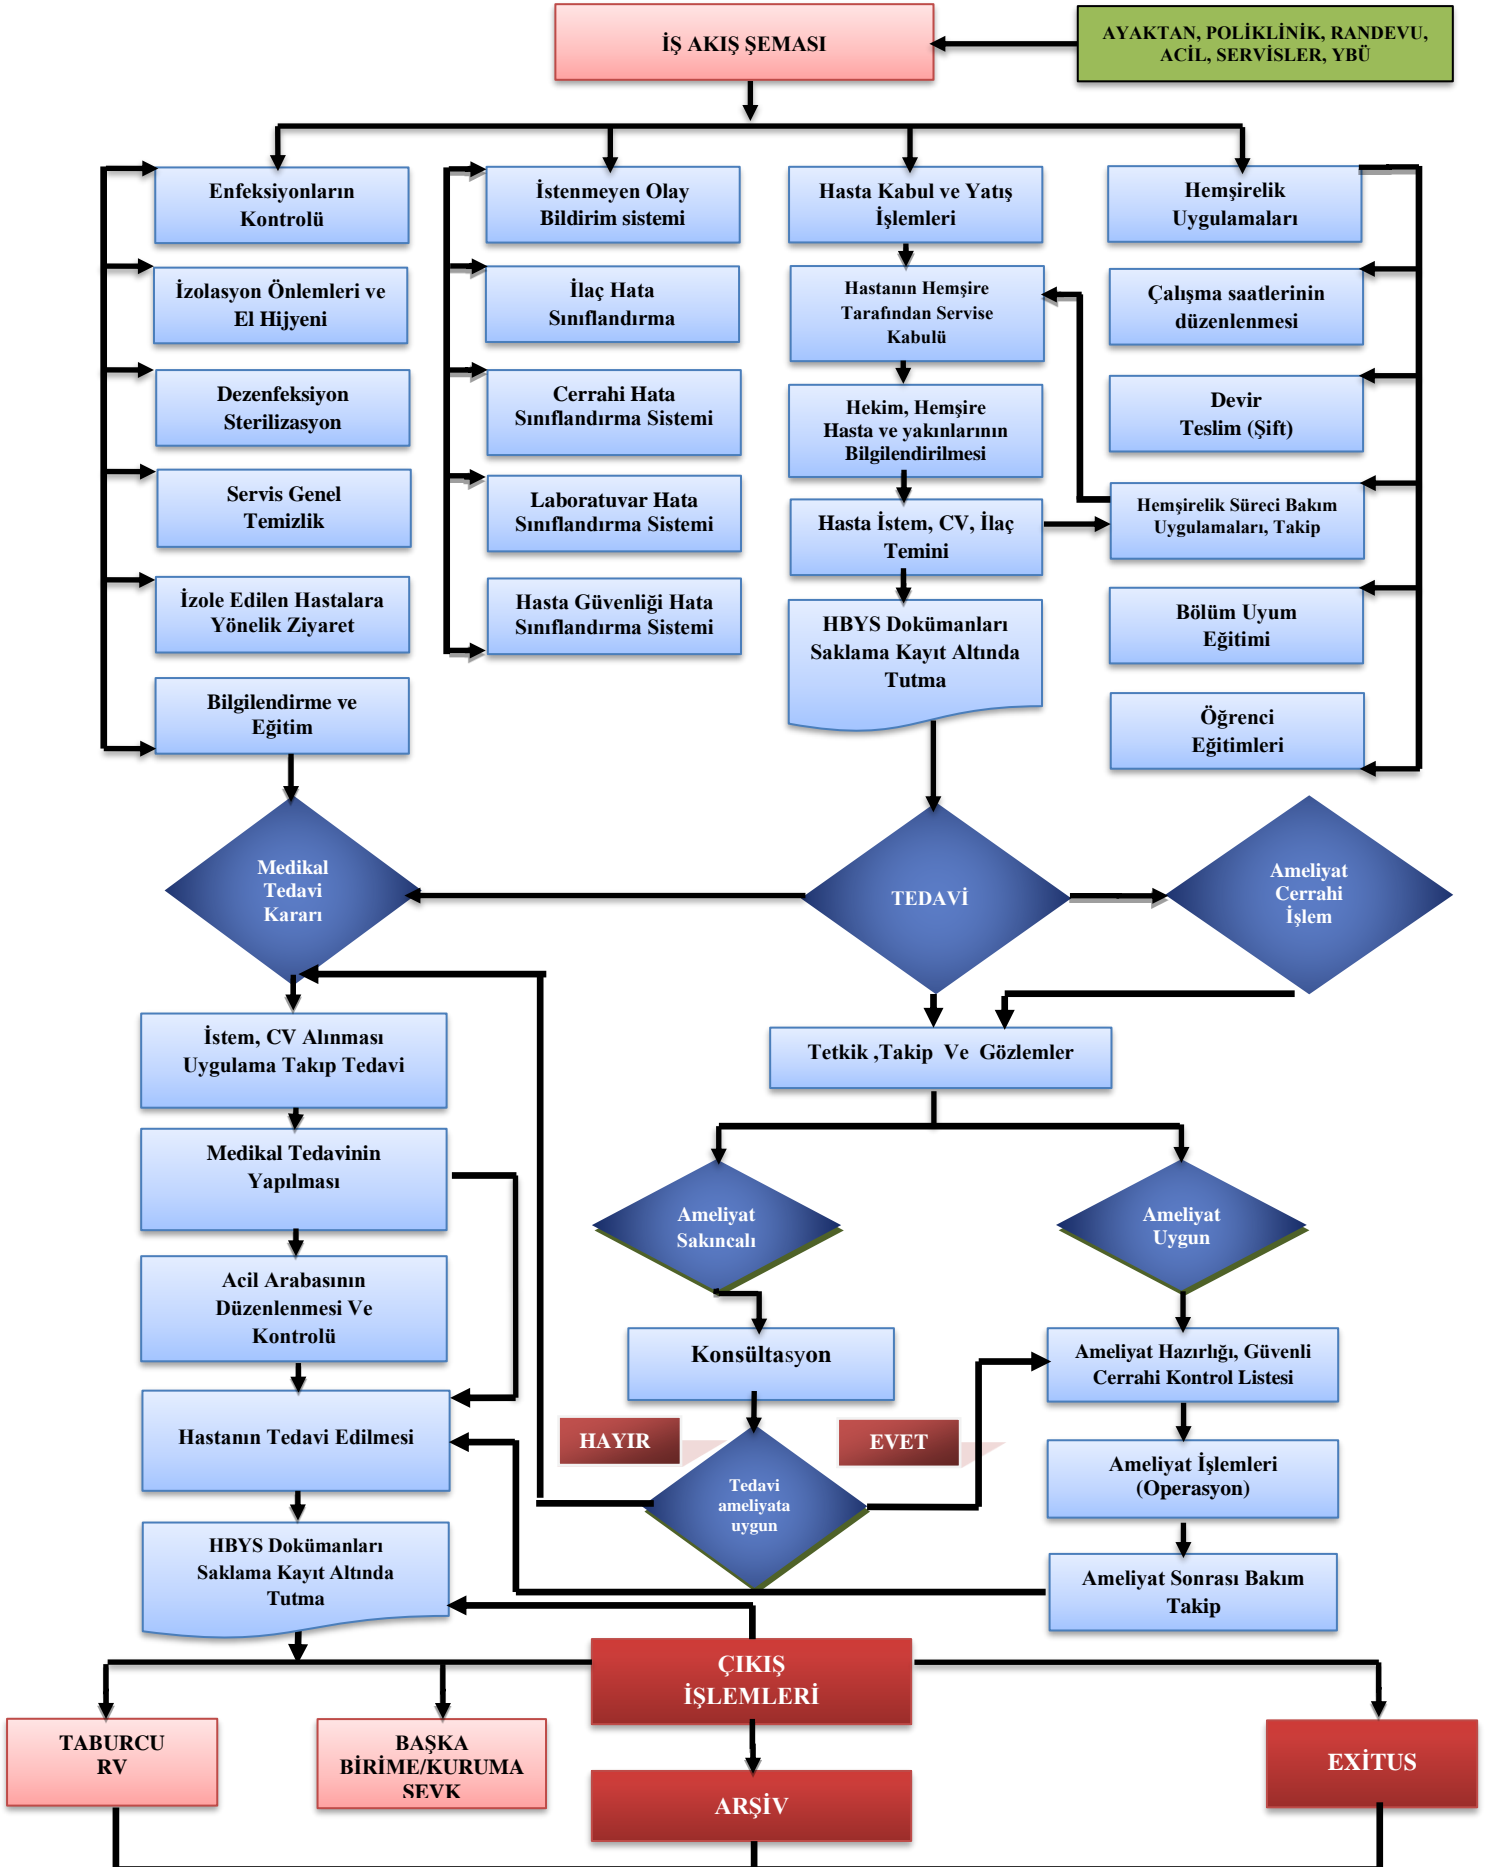 İŞ AKIŞ ŞEMASI
AYAKTAN, POLİKLİNİK, RANDEVU,
ACİL, SERVİSLER, YBÜ
Enfeksiyonların
Kontrolü
İstenmeyen Olay
Bildirim sistemi
Hasta Kabul ve Yatış
İşlemleri
Hemşirelik
Uygulamaları
İzolasyon Önlemleri ve
El Hijyeni
İlaç Hata
Sınıflandırma
Hastanın Hemşire
Tarafından Servise
Kabulü
Çalışma saatlerinin
düzenlenmesi
Dezenfeksiyon
Sterilizasyon
Cerrahi Hata
Sınıflandırma Sistemi
Hekim, Hemşire
Hasta ve yakınlarının
Bilgilendirilmesi
Devir
Teslim (Şift)
Servis Genel
Temizlik
Laboratuvar Hata
Sınıflandırma Sistemi
Hasta İstem, CV, İlaç
Temini
Hemşirelik Süreci Bakım
Uygulamaları, Takip
İzole Edilen Hastalara
Yönelik Ziyaret
Hasta Güvenliği Hata
Sınıflandırma Sistemi
HBYS Dokümanları
Saklama Kayıt Altında
Tutma
Bölüm Uyum
Eğitimi
Bilgilendirme ve
Eğitim
Öğrenci
Eğitimleri
Medikal
Tedavi
Kararı
TEDAVİ
Ameliyat
Cerrahi
İşlem
İstem, CV Alınması
Uygulama Takıp Tedavi
Tetkik ,Takip Ve Gözlemler
Medikal Tedavinin
Yapılması
Ameliyat
Sakıncalı
Ameliyat
Uygun
Acil Arabasının
Düzenlenmesi Ve
Kontrolü
Konsültasyon
Ameliyat Hazırlığı, Güvenli
Cerrahi Kontrol Listesi
Hastanın Tedavi Edilmesi
HAYIR
EVET
Tedavi
ameliyata
uygun
Ameliyat İşlemleri
(Operasyon)
HBYS Dokümanları
Saklama Kayıt Altında
Tutma
Ameliyat Sonrası Bakım
Takip
ÇIKIŞ
İŞLEMLERİ
TABURCU
RV
BAŞKA
BİRİME/KURUMA
SEVK
ARŞİV
EXİTUS